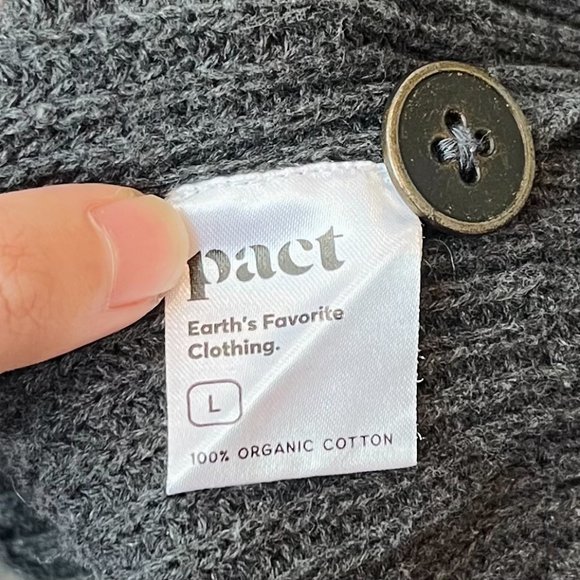 pact
Earth's Favorite
Clothing.
L
100% ORGANIC COTTON